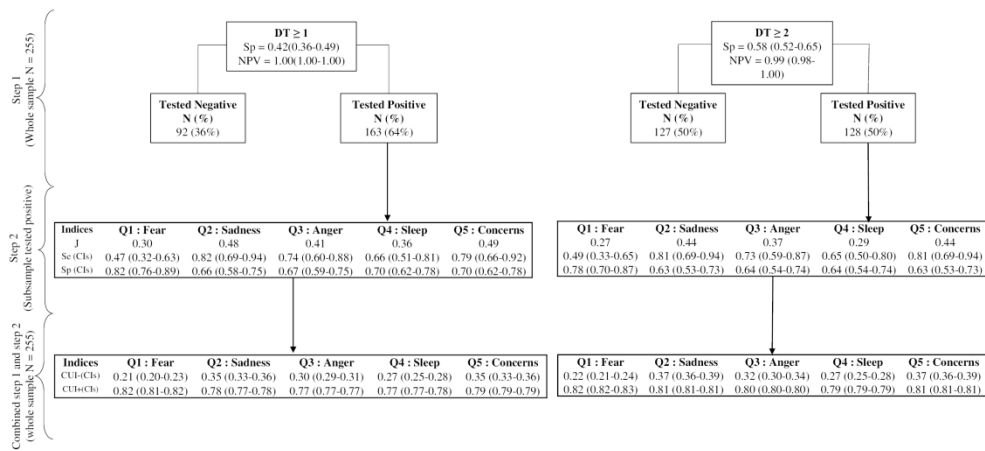 Step 1
(Whole sample N = 255)
DT ≥ 1
Sp = 0.42(0.36-0.49)
NPV = 1.00(1.00-1.00)
Tested Negative
N (%)
92 (36%)
Tested Positive
N (%)
163 (64%)
DT ≥ 2
Sp = 0.58 (0.52-0.65)
NPV = 0.99 (0.98-
1.00)
Tested Negative
N (%)
127 (50%)
Tested Positive
N (%)
128 (50%)
Step 2
(Subsample tested positive)
Indices Q1 : Fear Q2 : Sadness Q3 : Anger Q4 : Sleep Q5 : Concerns
J 0.30 0.48 0.41 0.36 0.49
Se (CIs) 0.47 (0.32-0.63) 0.82 (0.69-0.94) 0.74 (0.60-0.88) 0.66 (0.51-0.81) 0.79 (0.66-0.92)
Sp (CIs) 0.82 (0.76-0.89) 0.66 (0.58-0.75) 0.67 (0.59-0.75) 0.70 (0.62-0.78) 0.70 (0.62-0.78)
Q1 : Fear Q2 : Sadness Q3 : Anger Q4 : Sleep Q5 : Concerns
0.27 0.44 0.37 0.29 0.44
0.49 (0.33-0.65) 0.81 (0.69-0.94) 0.73 (0.59-0.87) 0.65 (0.50-0.80) 0.81 (0.69-0.94)
0.78 (0.70-0.87) 0.63 (0.53-0.73) 0.64 (0.54-0.74) 0.64 (0.54-0.74) 0.63 (0.53-0.73)
Combined step 1 and step 2
(whole sample N = 255)
Indices Q1 : Fear Q2 : Sadness Q3 : Anger Q4 : Sleep Q5 : Concerns
CUI-(CIs) 0.21 (0.20-0.23) 0.35 (0.33-0.36) 0.30 (0.29-0.31) 0.27 (0.25-0.28) 0.35 (0.33-0.36)
CUI+(CIs) 0.82 (0.81-0.82) 0.78 (0.77-0.78) 0.77 (0.77-0.77) 0.77 (0.77-0.78) 0.79 (0.79-0.79)
Q1 : Fear Q2 : Sadness Q3 : Anger Q4 : Sleep Q5 : Concerns
0.22 (0.21-0.24) 0.37 (0.36-0.39) 0.32 (0.30-0.34) 0.27 (0.25-0.28) 0.37 (0.36-0.39)
0.82 (0.82-0.83) 0.81 (0.81-0.81) 0.80 (0.80-0.80) 0.79 (0.79-0.79) 0.81 (0.81-0.81)